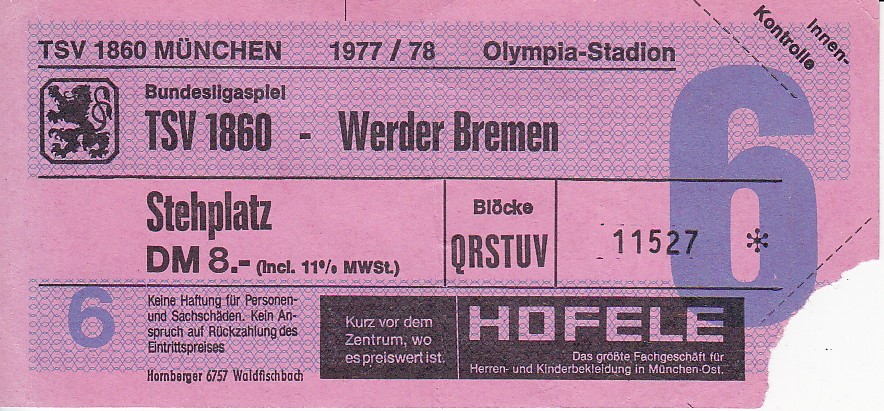 Innen-
Kontrolle
TSV 1860 MÜNCHEN 1977 / 78 Olympia-Stadion
Bundesligaspiel
TSV 1860 - Werder Bremen
6
Stehplatz
DM 8.- (incl. 11% MWSt.)
Blöcke
QRSTUV
11527 *
6
Keine Haftung für Personen-
und Sachschäden. Kein An-
spruch auf Rückzahlung des
Eintrittspreises
Hornberger 6757 Waldfischbach
Kurz vor dem
Zentrum, wo
es preiswert ist.
HÖFELE
Das größte Fachgeschäft für
Herren- und Kinderbekleidung in München-Ost.